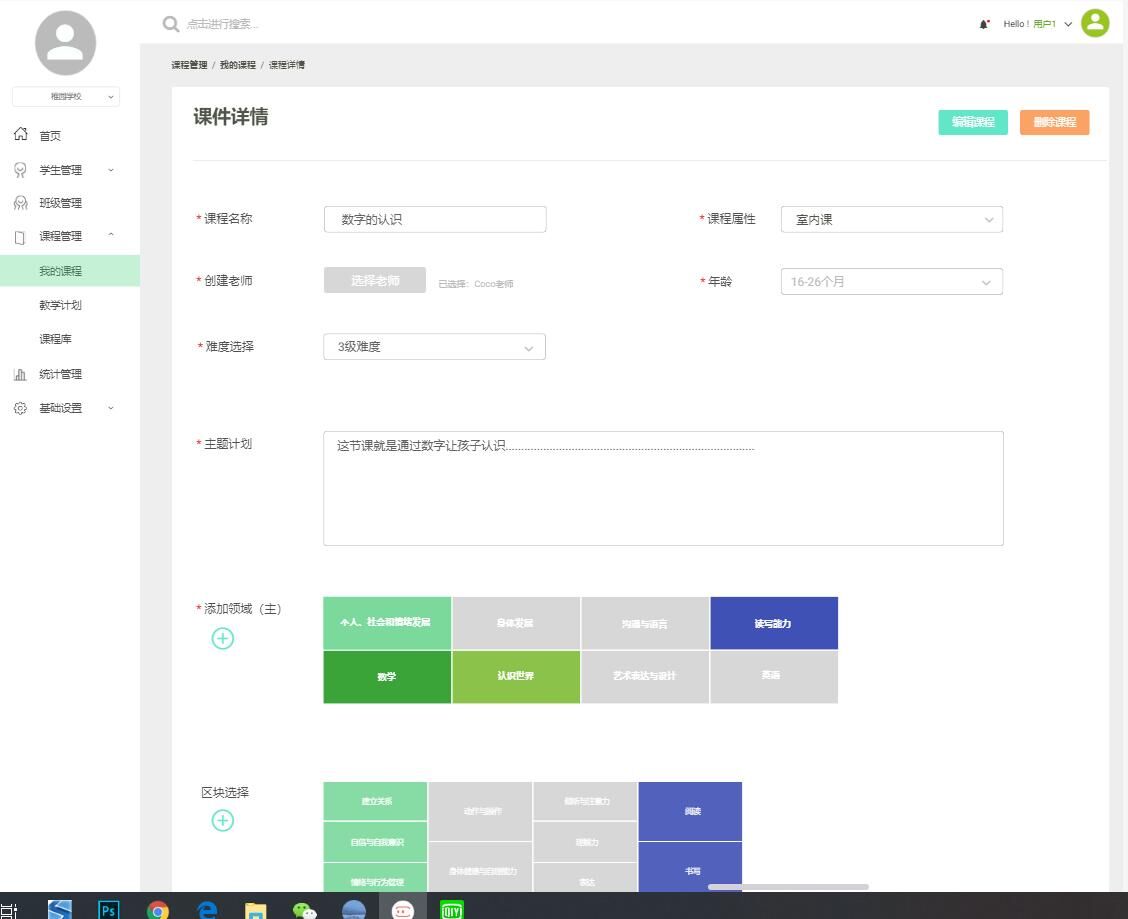 点击进行搜索...
Hello ! 用户1
稚园学校
首页
学生管理
班级管理
课程管理
我的课程
教学计划
课程库
统计管理
基础设置
课程管理 / 我的课程 / 课程详情
课件详情
编辑课程
删除课程
*课程名称
数字的认识
*课程属性
室内课
*创建老师
选择老师
已选择: Coco老师
*年龄
16-26个月
*难度选择
3级难度
*主题计划
这节课就是通过数字让孩子认识...................................................................................
*添加领域（主）
个人、社会和情绪发展
身体发展
沟通与语言
读写能力
数学
认识世界
艺术表达与设计
英语
区块选择
建立关系
动作与操作
倾听与注意力
阅读
自信与自我意识
理解力
情绪与行为管理
身体健康与自理能力
表达
书写
Ps
QIY